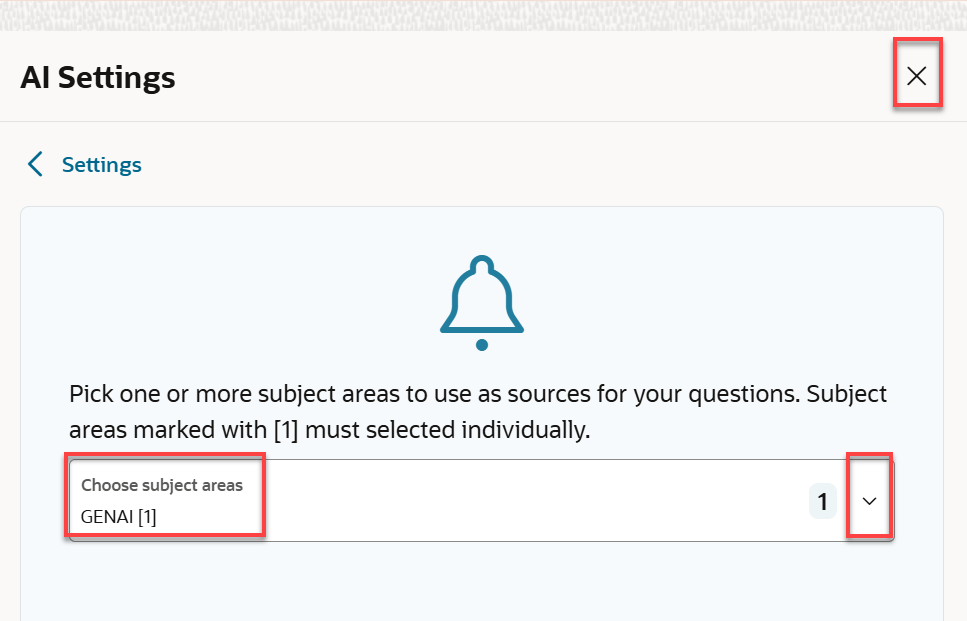 AI Settings
Settings
Pick one or more subject areas to use as sources for your questions. Subject
areas marked with [1] must selected individually.
Choose subject areas
GENAI [1]
1